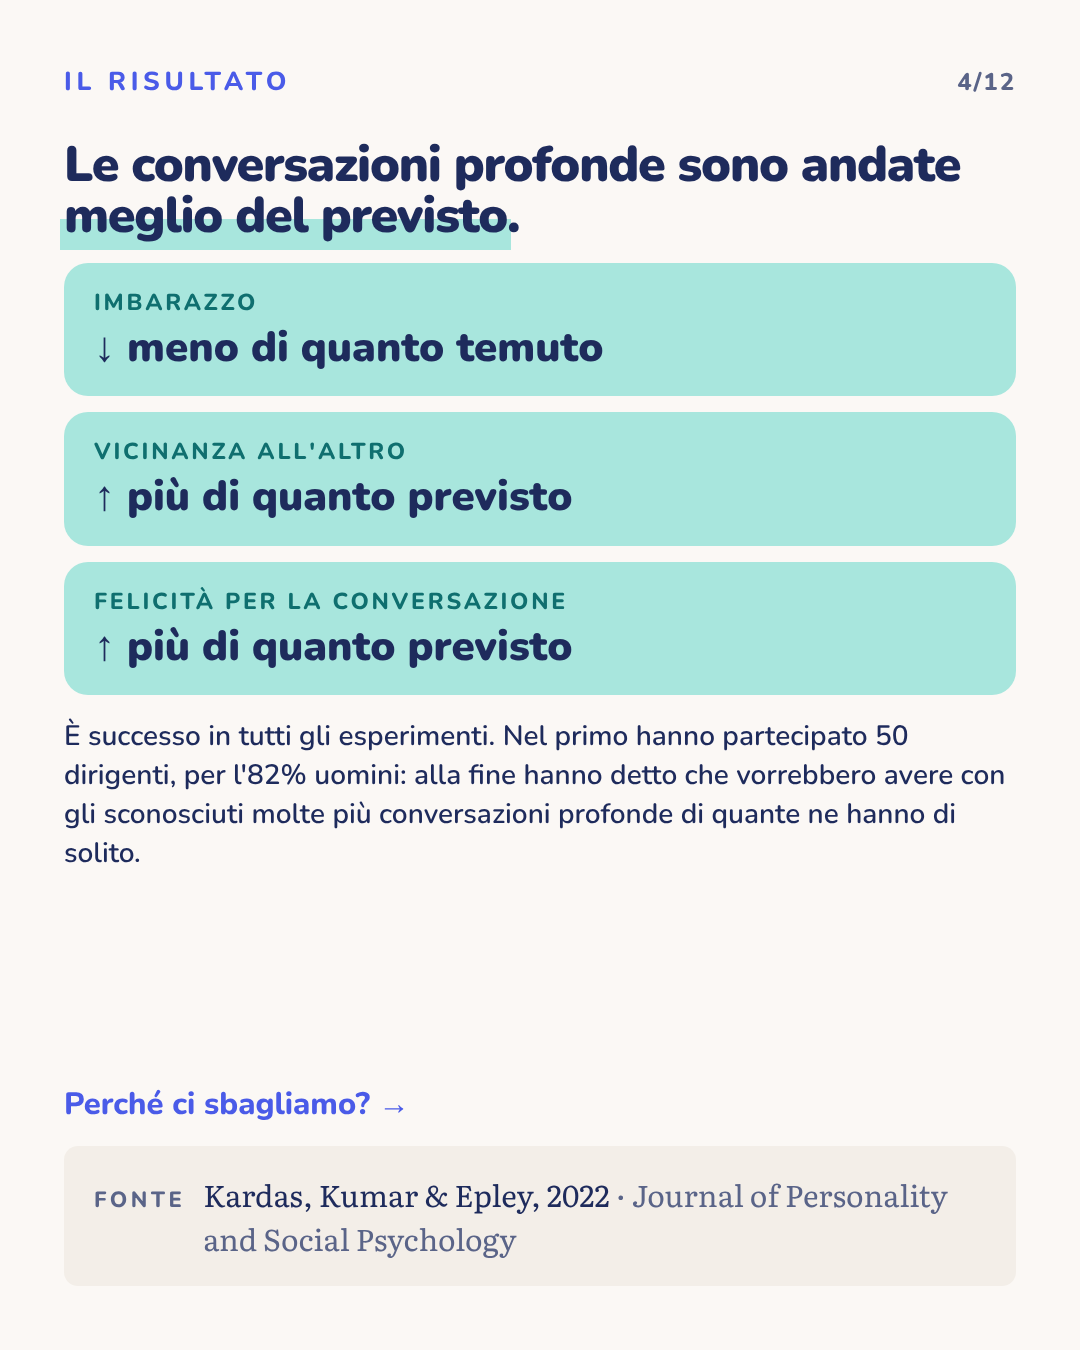 IL RISULTATO
4/12
Le conversazioni profonde sono andate
meglio del previsto.
IMBARAZZO
↓ meno di quanto temuto
VICINANZA ALL'ALTRO
↑ più di quanto previsto
FELICITÀ PER LA CONVERSAZIONE
↑ più di quanto previsto
È successo in tutti gli esperimenti. Nel primo hanno partecipato 50
dirigenti, per l'82% uomini: alla fine hanno detto che vorrebbero avere con
gli sconosciuti molte più conversazioni profonde di quante ne hanno di
solito.
Perché ci sbagliamo? →
FONTE Kardas, Kumar & Epley, 2022 · Journal of Personality
and Social Psychology